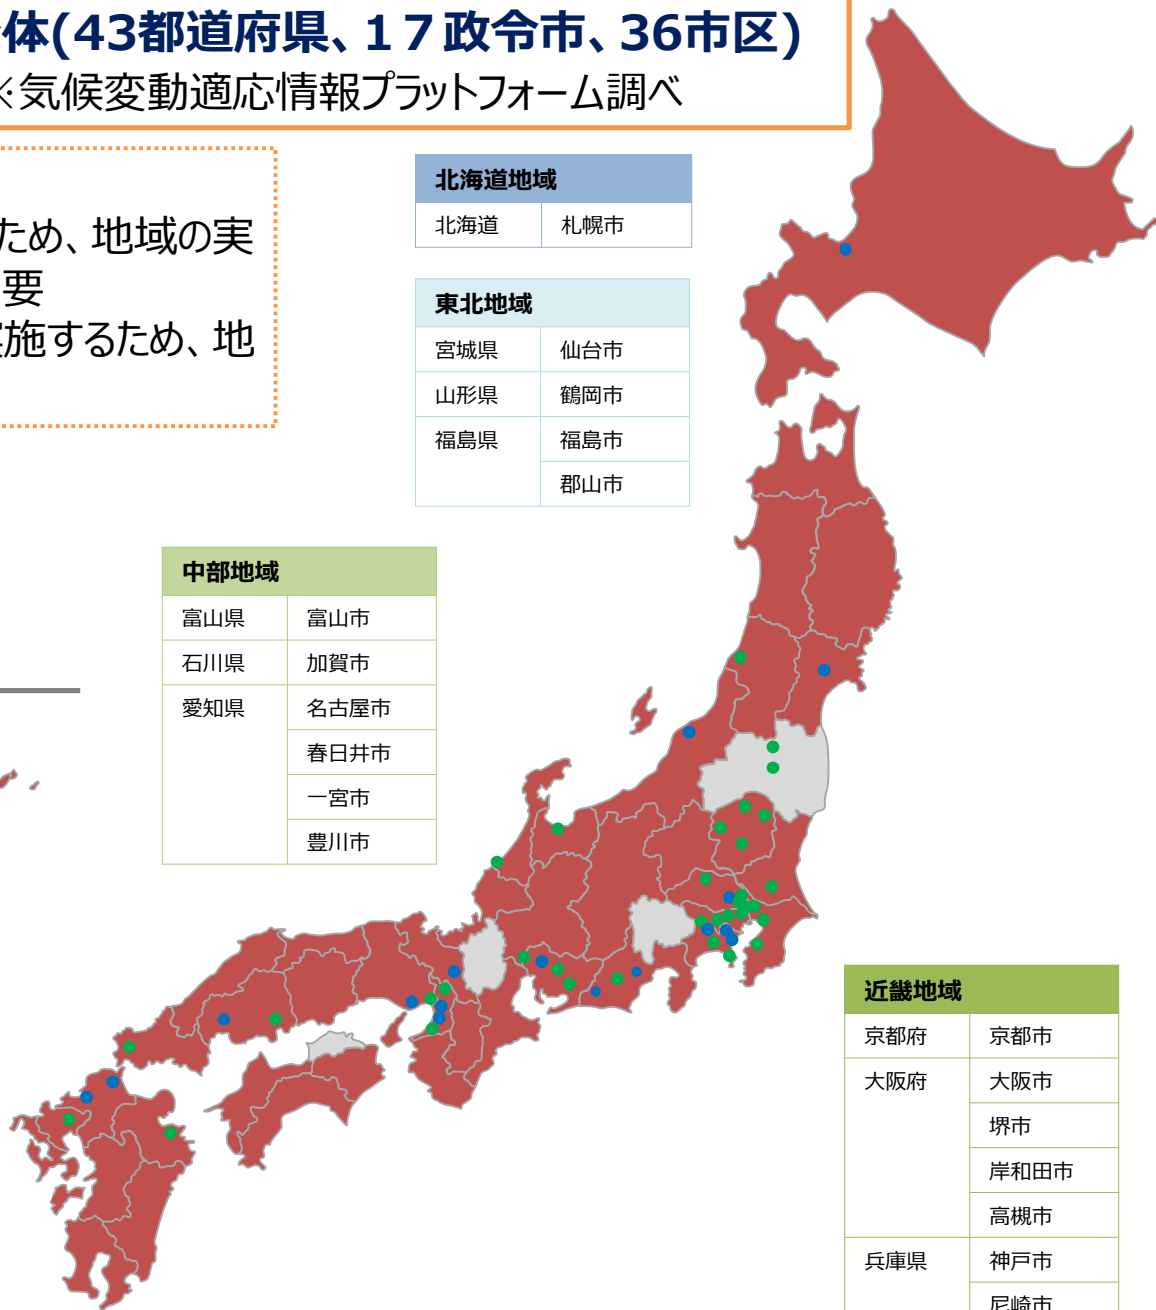 体(43都道府県、１７政令市、36市区)
※気候変動適応情報プラットフォーム調べ
ため、地域の実
要
実施するため、地
北海道地域
北海道 札幌市
東北地域
宮城県 仙台市
山形県 鶴岡市
福島県 福島市
郡山市
中部地域
富山県 富山市
石川県 加賀市
愛知県 名古屋市
春日井市
一宮市
豊川市
近畿地域
京都府 京都市
大阪府 大阪市
堺市
岸和田市
高槻市
兵庫県 神戸市
尼崎市